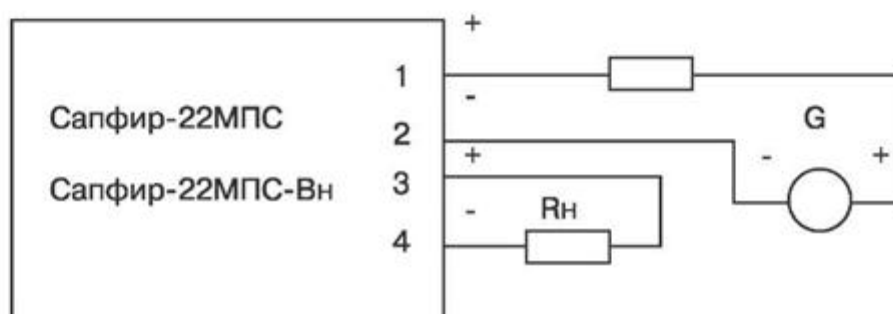 +
1
-
G
Сапфир-22МПС
2
+
-
+
Сапфир-22МПС-Вн
3
-
Rн
4